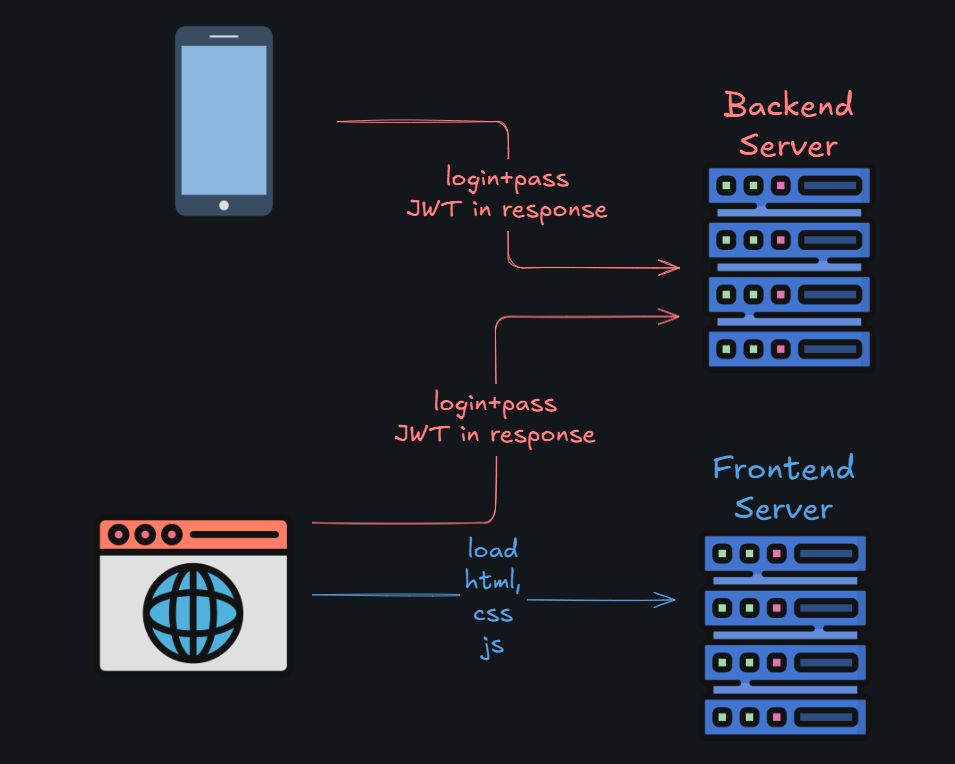 Backend
Server
login+pass
JWT in response
login+pass
JWT in response
Frontend
Server
load
html,
css
js